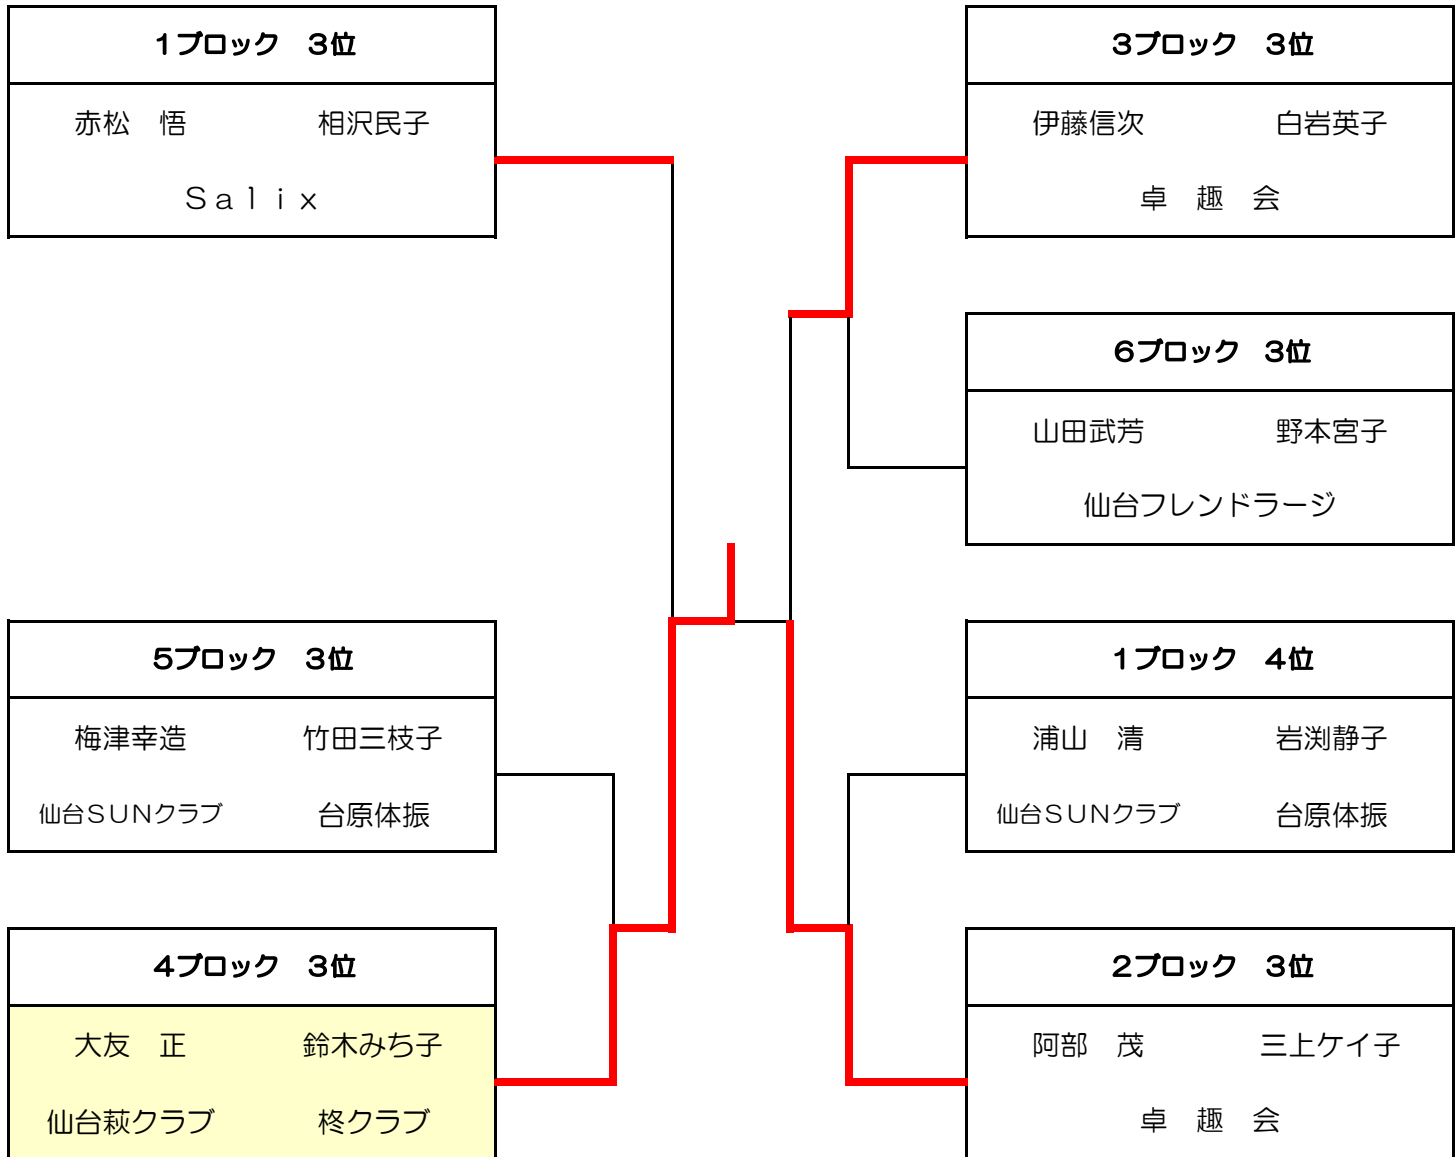 1ブロック　3位
赤松　悟　相沢民子
Salix
5ブロック　3位
梅津幸造　竹田三枝子
仙台SUNクラブ　台原体振
4ブロック　3位
大友　正　鈴木みち子
仙台萩クラブ　柊クラブ
3ブロック　3位
伊藤信次　白岩英子
卓　趣　会
6ブロック　3位
山田武芳　野本宮子
仙台フレンドラージ
1ブロック　4位
浦山　清　岩渕静子
仙台SUNクラブ　台原体振
2ブロック　3位
阿部　茂　三上ケイ子
卓　趣　会